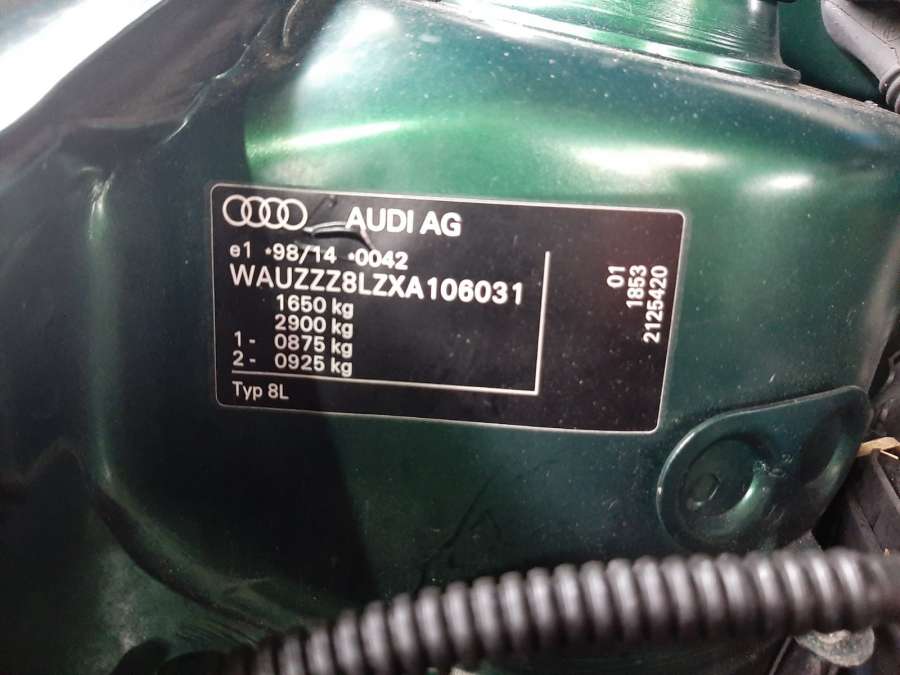 AUDI AG
e1 *98/14 *0042
WAUZZZ8LZXA106031
1650 kg
2900 kg
1- 0875 kg
2- 0925 kg
Typ 8L
01
1853
2125420